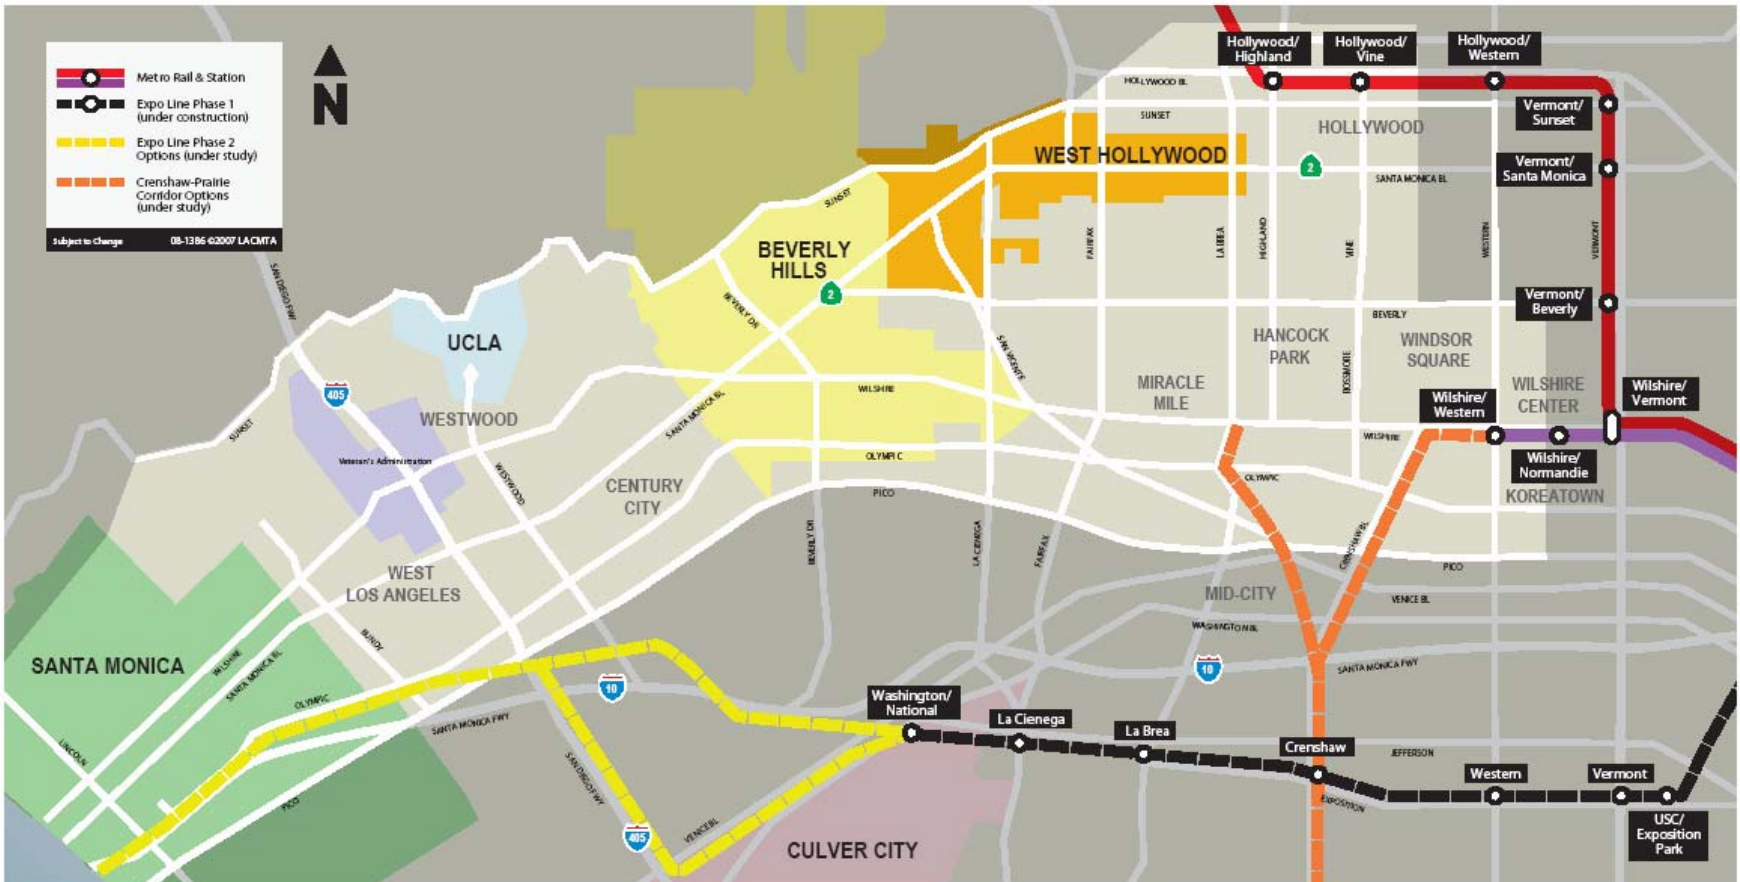 Metro Rail & Station
Expo Line Phase 1
(under construction)
Expo Line Phase 2
Options (under study)
Crenshaw-Prairie
Corridor Options
(under study)
Subject to Change
08-1386 ©2007 LACMTA
N
Hollywood/
Highland
Hollywood/
Vine
Hollywood/
Western
Vermont/
Sunset
Vermont/
Santa Monica
Vermont/
Beverly
Wilshire/
Vermont
Wilshire/
Western
Wilshire/
Normandie
HOLLYWOOD BL
SUNSET
HOLLYWOOD
WEST HOLLYWOOD
2
SANTA MONICA BL
SUNSET
FAIRFAX
LA BREA
HIGHLAND
VINE
WESTERN
VERMONT
BEVERLY
HILLS
2
BEVERLY DR
SAN DIEGO FWY
UCLA
405
WESTWOOD
SUNSET
Veteran's Administration
WESTWOOD
CENTURY
CITY
SANTA MONICA BL
WILSHIRE
OLYMPIC
PICO
SAN VICENTE
BEVERLY
HANCOCK
PARK
WINDSOR
SQUARE
ROSSMORE
MIRACLE
MILE
WILSHIRE
CENTER
WILSHIRE
OLYMPIC
KOREATOWN
CRENSHAW BL
PICO
BEVERLY DR
LA CIENEGA
FAIRFAX
WEST
LOS ANGELES
MID-CITY
VENICE BL
WASHINGTON BL
BUNDY
SANTA MONICA
WILSHIRE
SANTA MONICA BL
OLYMPIC
LINCOLN
PICO
SANTA MONICA FWY
10
10
SANTA MONICA FWY
SAN DIEGO FWY
405
VENICE BL
CULVER CITY
Washington/
National
La Cienega
La Brea
Crenshaw
JEFFERSON
EXPOSITION
Western
Vermont
USC/
Exposition
Park